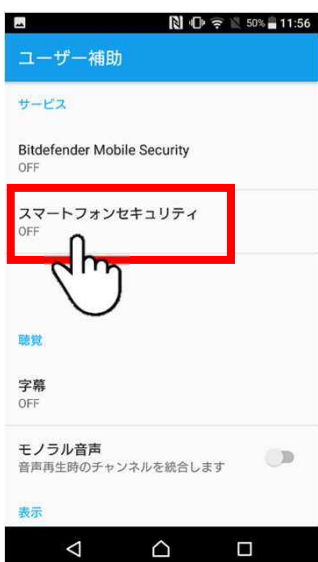 50% 11:56
ユーザー補助
サービス
Bitdefender Mobile Security
OFF
スマートフォンセキュリティ
OFF
聴覚
字幕
OFF
モノラル音声
音声再生時のチャンネルを統合します
表示